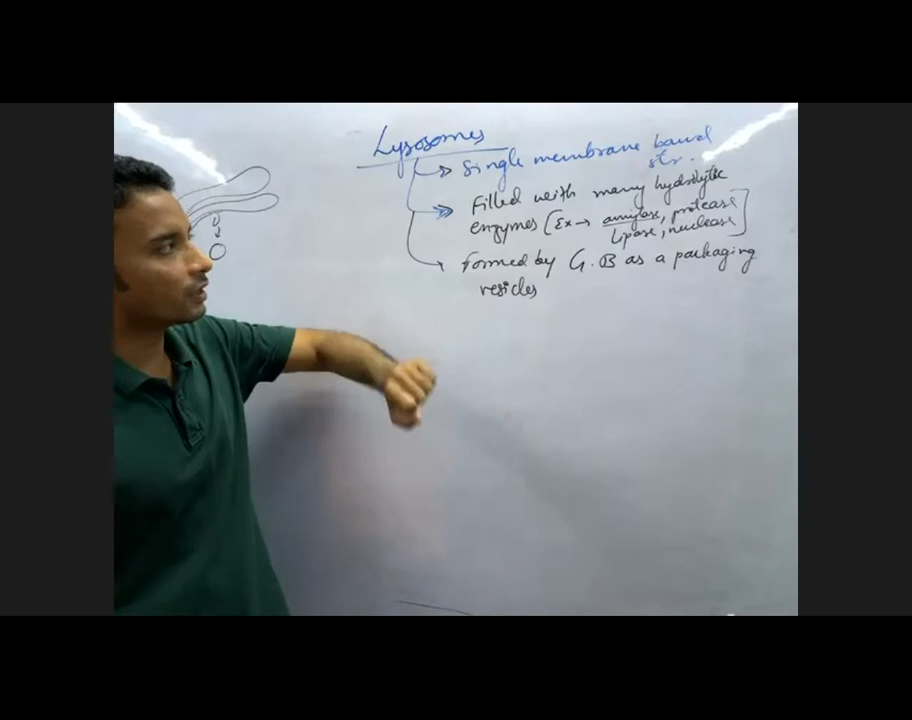 Lysosomes
Single membrane bound
str.
Filled with many hydrolytic
enzymes [Ex → amylase, protease
Lipase, nuclease]
Formed by G.B as a packaging
vesicles